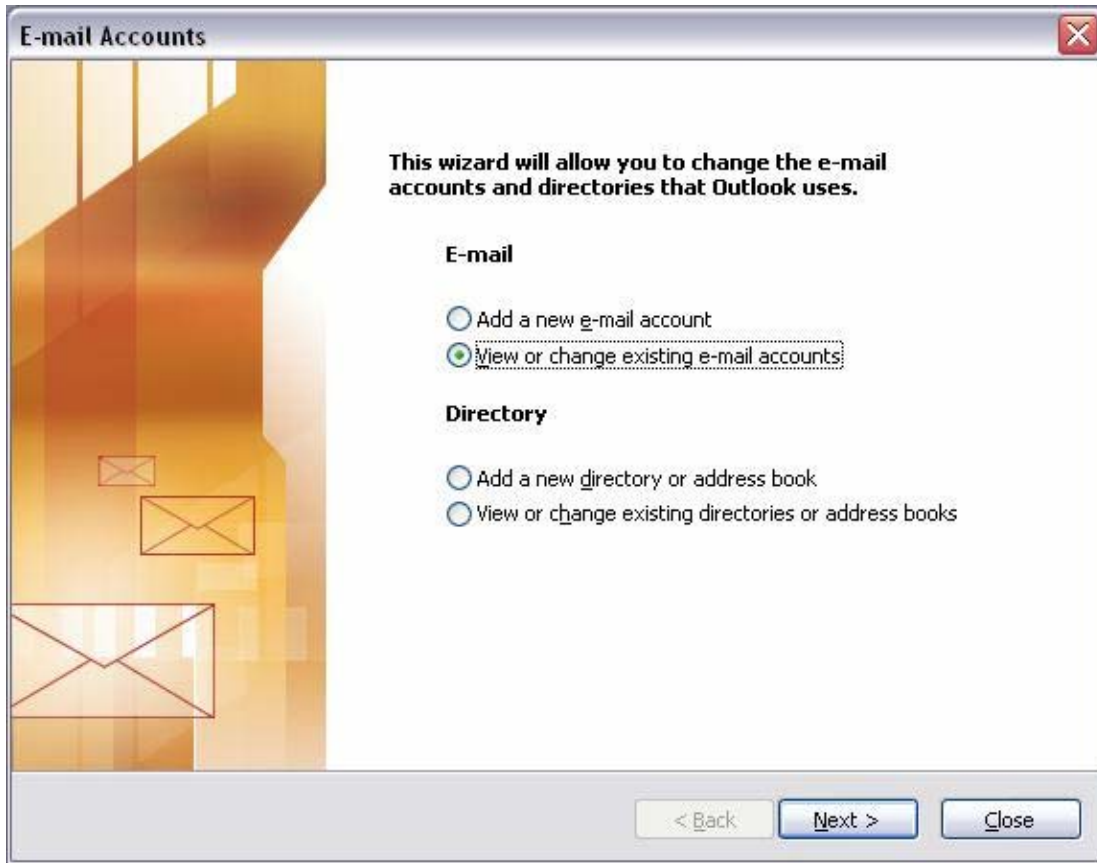 E-mail Accounts
This wizard will allow you to change the e-mail
accounts and directories that Outlook uses.
E-mail
Add a new e-mail account
View or change existing e-mail accounts
Directory
Add a new directory or address book
View or change existing directories or address books
< Back Next > Close